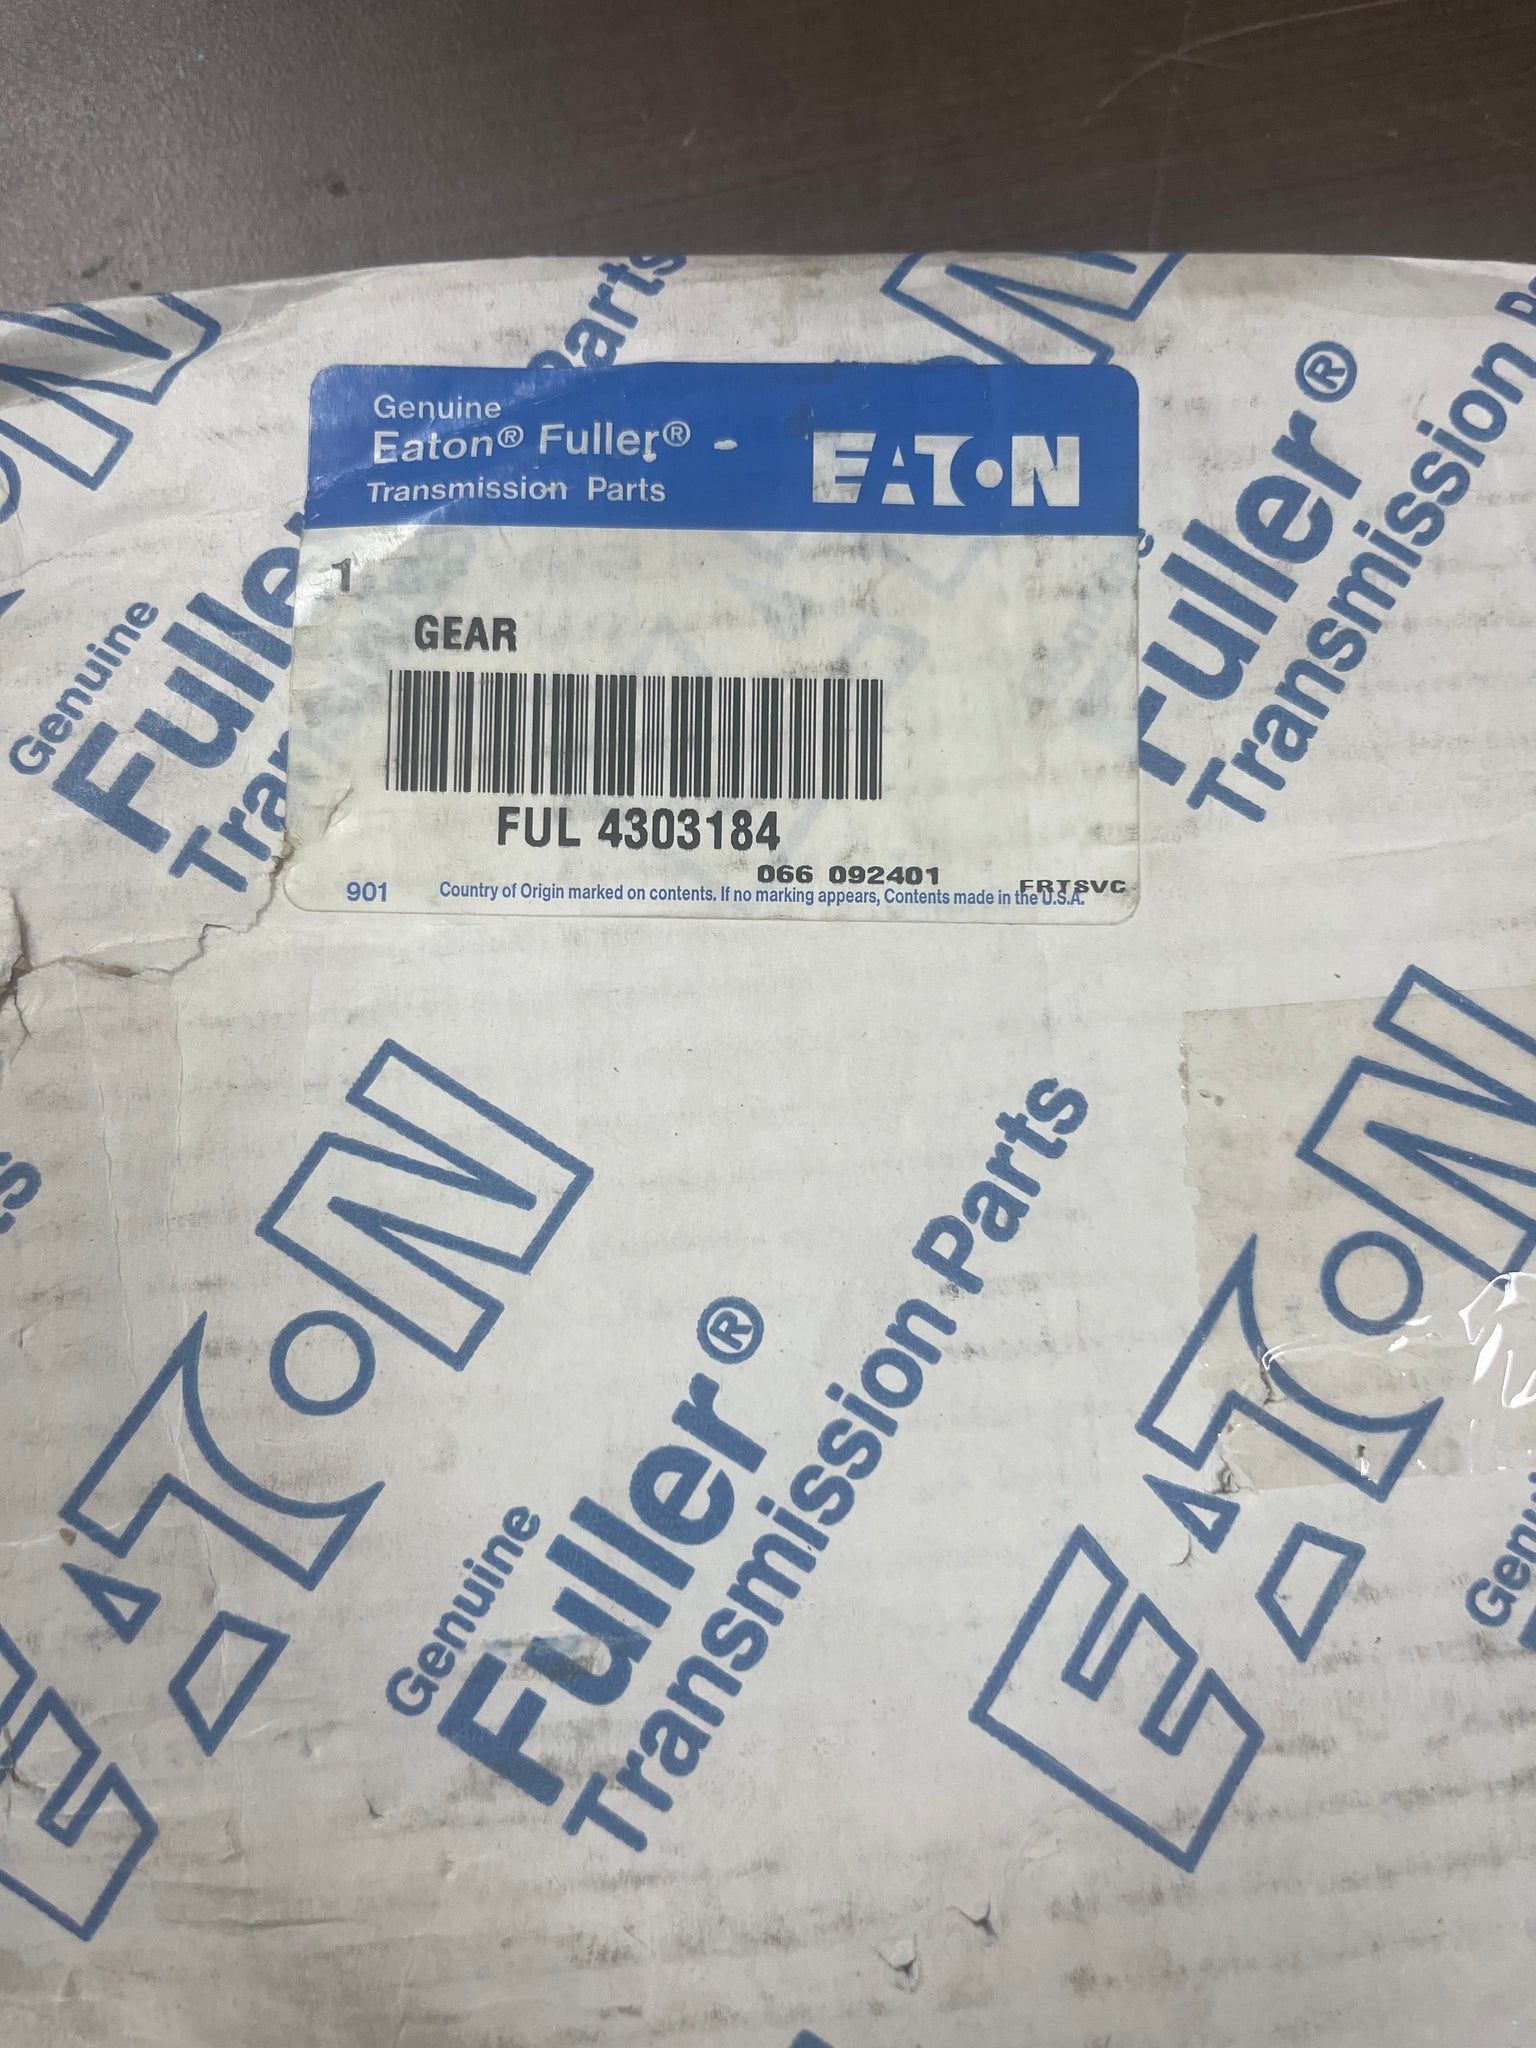 Parts
Genuine
Eaton® Fuller® -
Transmission Parts
EATON
1
GEAR
FUL 4303184
066 092401
FRTSVC
901
Country of Origin marked on contents. If no marking appears, Contents made in the U.S.A.
Genuine
Fuller
Tra
Fuller®
Transmission P
EATON
Genuine
Fuller®
Transmission Parts
EATON
Genu